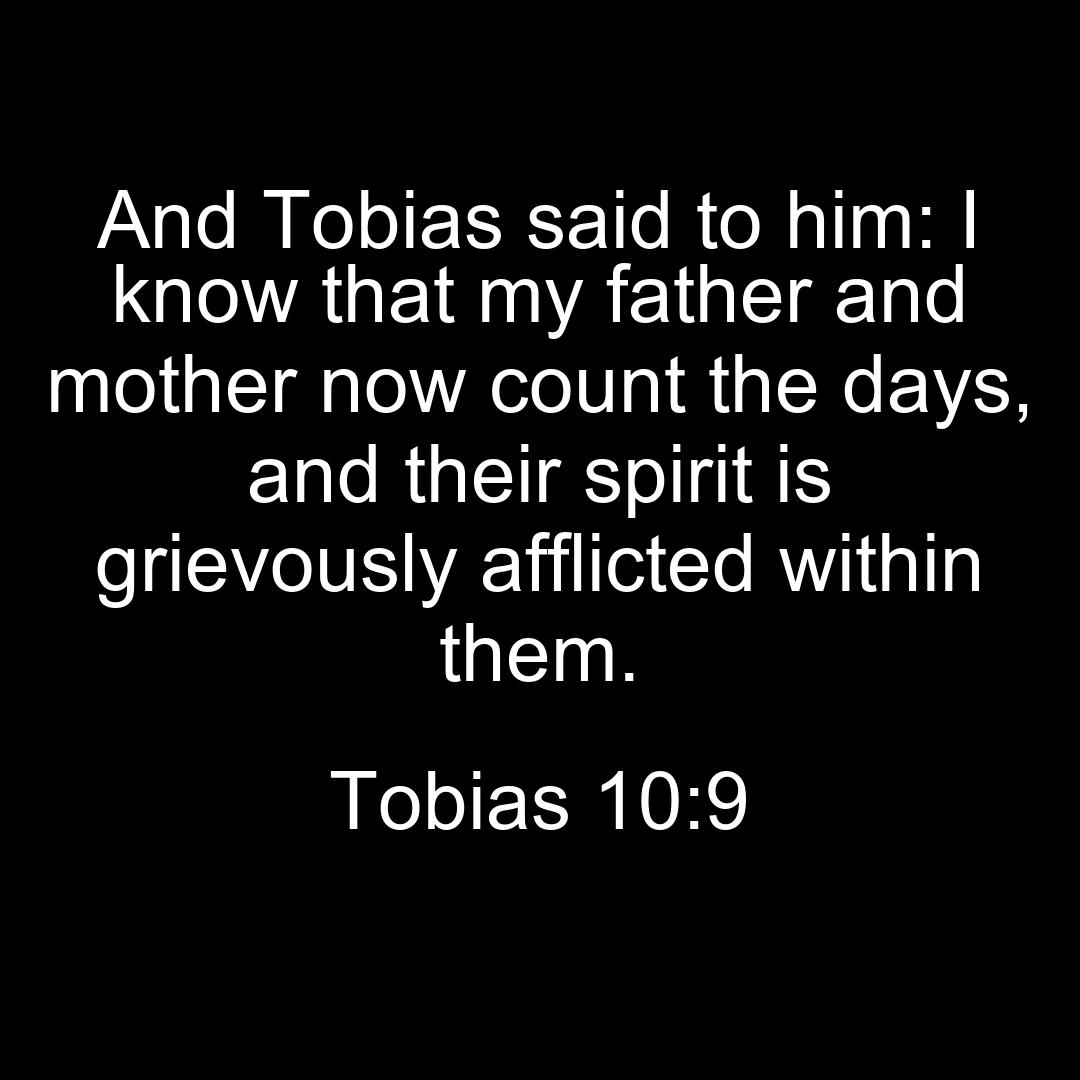 And Tobias said to him: I
know that my father and
mother now count the days,
and their spirit is
grievously afflicted within
them.
Tobias 10:9